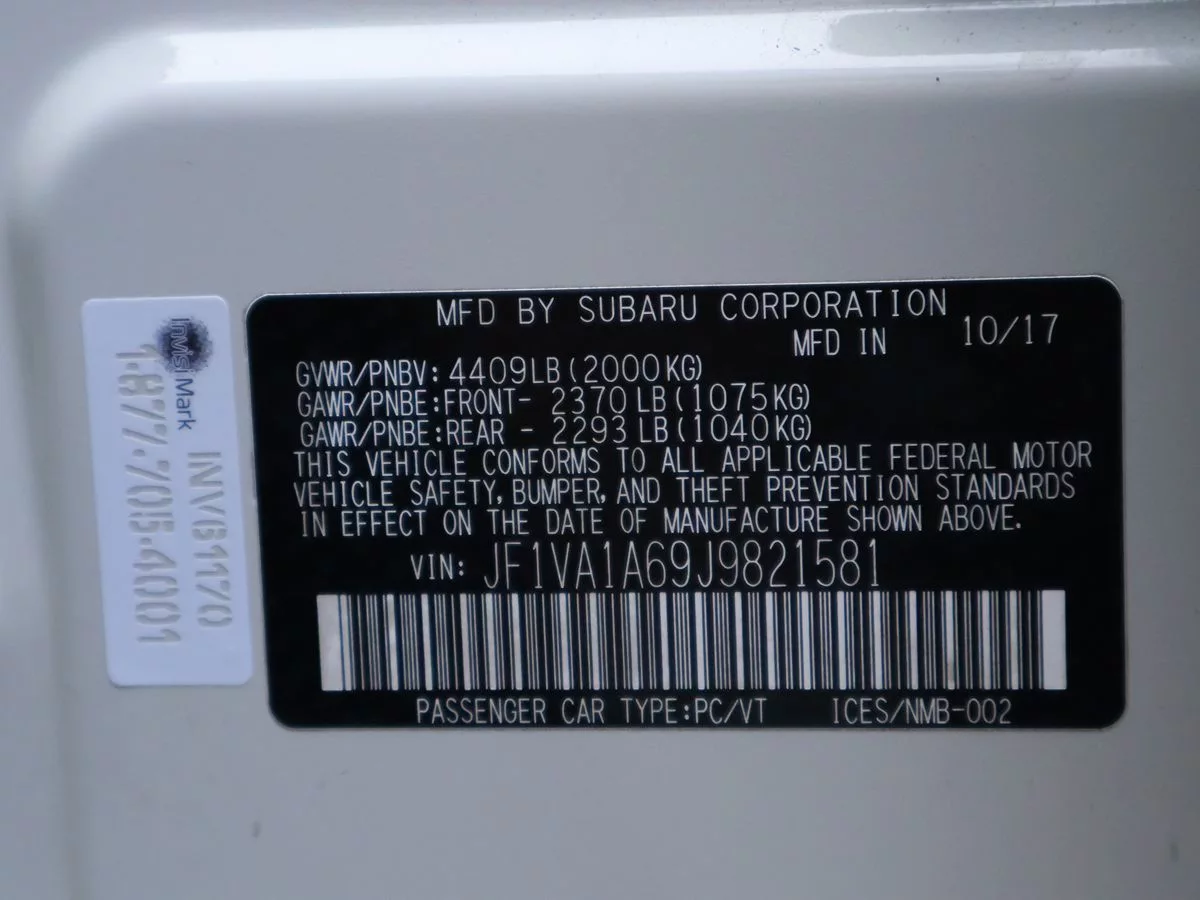 MFD BY SUBARU CORPORATION
MFD IN 10/17
GVWR/PNBV: 4409LB (2000KG)
GAWR/PNBE:FRONT- 2370 LB (1075KG)
GAWR/PNBE:REAR - 2293 LB (1040KG)
THIS VEHICLE CONFORMS TO ALL APPLICABLE FEDERAL MOTOR
VEHICLE SAFETY, BUMPER, AND THEFT PREVENTION STANDARDS
IN EFFECT ON THE DATE OF MANUFACTURE SHOWN ABOVE.
VIN: JF1VA1A69J9821581
PASSENGER CAR TYPE:PC/VT ICES/NMB-002
InvisiMark
INV61170
1.877.705.4001